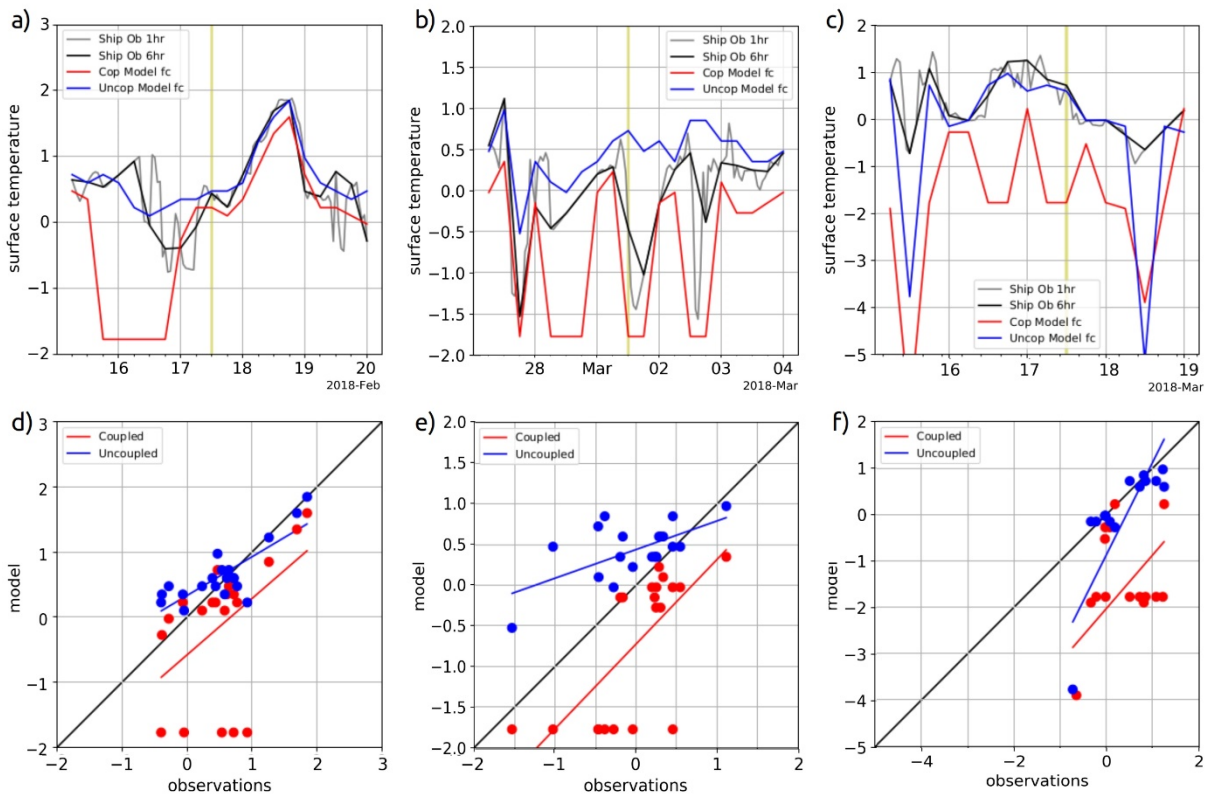 a)
surface temperature
3
2
1
0
−1
−2
Ship Ob 1hr
Ship Ob 6hr
Cop Model fc
Uncop Model fc
16
17
18
19
20
2018-Feb
b)
surface temperature
2.0
1.5
1.0
0.5
0.0
−0.5
−1.0
−1.5
−2.0
Ship Ob 1hr
Ship Ob 6hr
Cop Model fc
Uncop Model fc
28
Mar
02
03
04
2018-Mar
c)
surface temperature
2
1
0
−1
−2
−3
−4
−5
Ship Ob 1hr
Ship Ob 6hr
Cop Model fc
Uncop Model fc
16
17
18
19
2018-Mar
d)
model
3
2
1
0
−1
−2
Coupled
Uncoupled
−2
−1
0
1
2
3
observations
e)
model
2.0
1.5
1.0
0.5
0.0
−0.5
−1.0
−1.5
−2.0
Coupled
Uncoupled
−2
−1
0
1
2
observations
f)
model
2
1
0
−1
−2
−3
−4
−5
Coupled
Uncoupled
−4
−2
0
2
observations